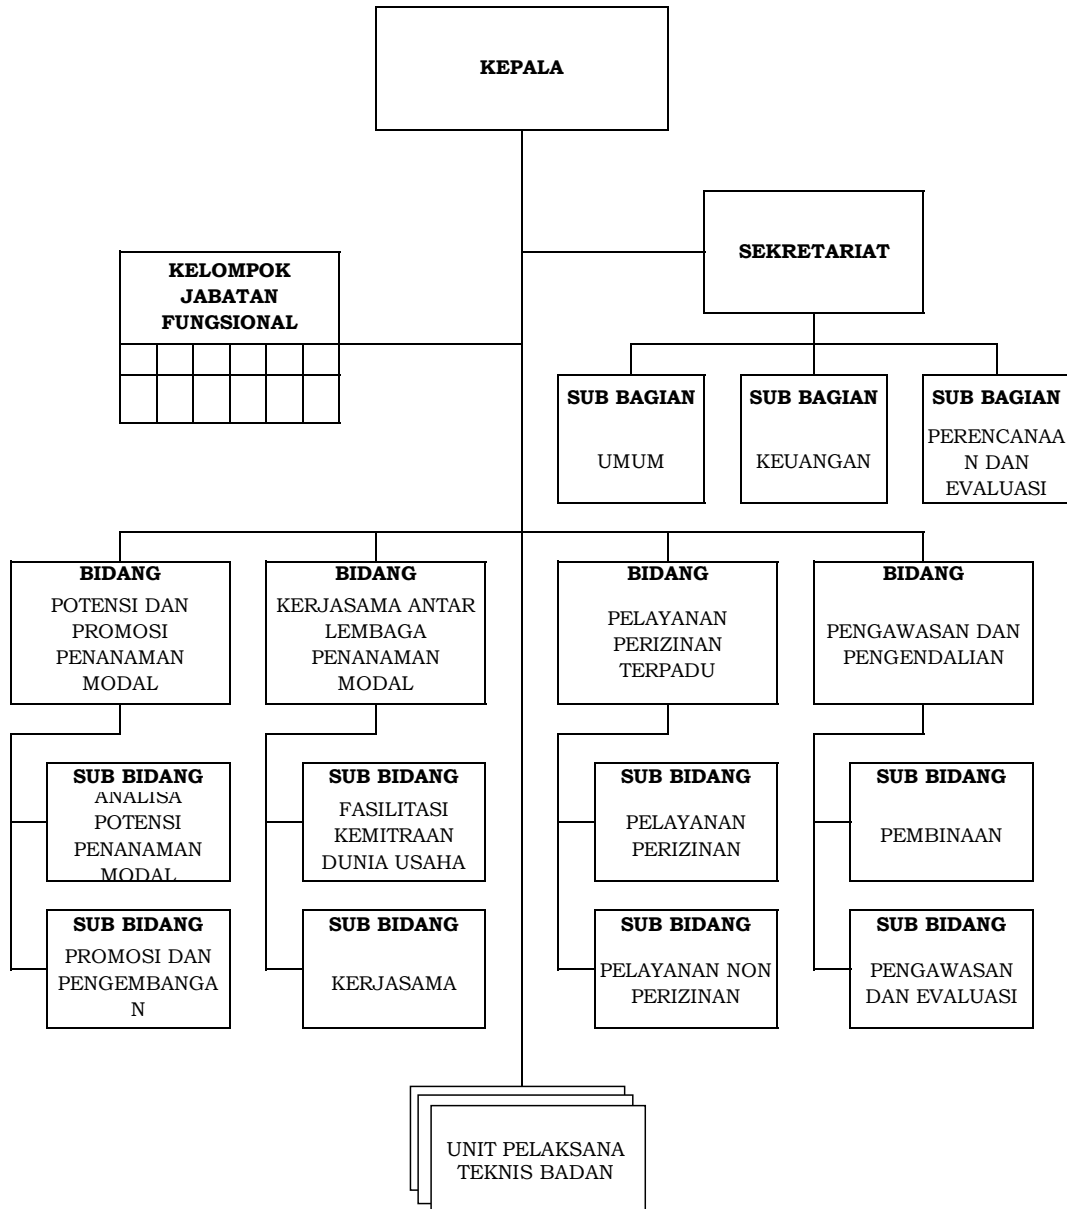 KEPALA
SEKRETARIAT
KELOMPOK
JABATAN
FUNGSIONAL
SUB BAGIAN
UMUM
SUB BAGIAN
KEUANGAN
SUB BAGIAN
PERENCANAA
N DAN
EVALUASI
BIDANG
POTENSI DAN
PROMOSI
PENANAMAN
MODAL
BIDANG
KERJASAMA ANTAR
LEMBAGA
PENANAMAN
MODAL
BIDANG
PELAYANAN
PERIZINAN
TERPADU
BIDANG
PENGAWASAN DAN
PENGENDALIAN
SUB BIDANG
ANALISA
POTENSI
PENANAMAN
MODAL
SUB BIDANG
FASILITASI
KEMITRAAN
DUNIA USAHA
SUB BIDANG
PELAYANAN
PERIZINAN
SUB BIDANG
PEMBINAAN
SUB BIDANG
PROMOSI DAN
PENGEMBANGA
N
SUB BIDANG
KERJASAMA
SUB BIDANG
PELAYANAN NON
PERIZINAN
SUB BIDANG
PENGAWASAN
DAN EVALUASI
UNIT PELAKSANA
TEKNIS BADAN